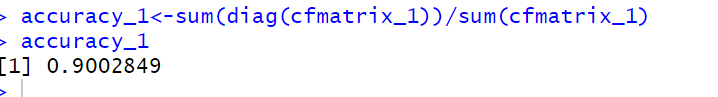 > accuracy_1<-sum(diag(cfmatrix_1))/sum(cfmatrix_1)
> accuracy_1
[1] 0.9002849
>